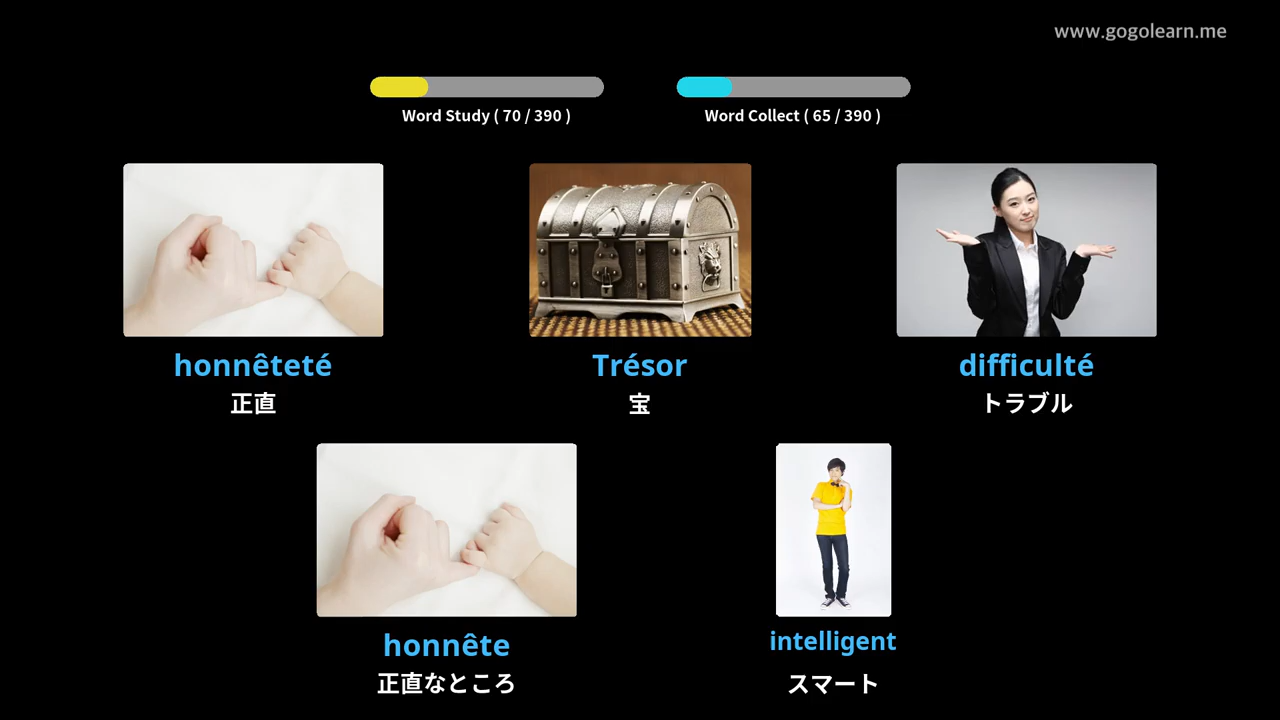 www.gogolearn.me
Word Study ( 70 / 390 )
Word Collect ( 65 / 390 )
honnêteté
正直
Trésor
宝
difficulté
トラブル
honnête
正直なところ
intelligent
スマート